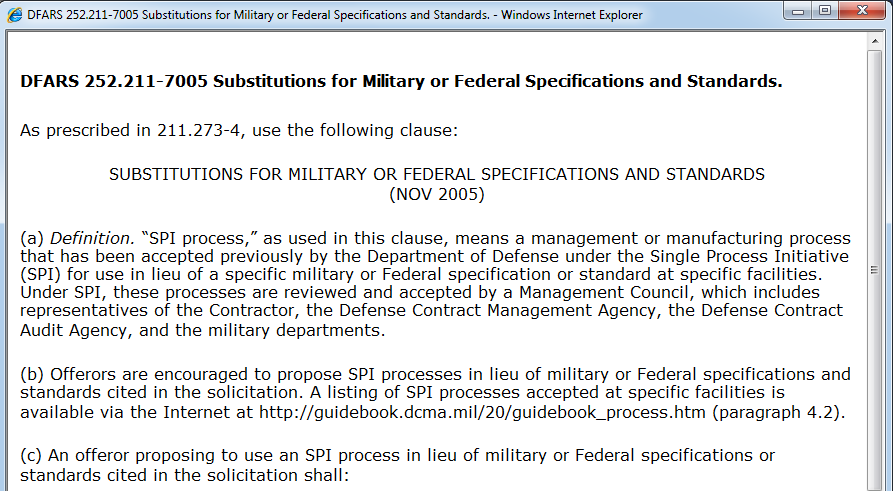 DFARS 252.211-7005 Substitutions for Military or Federal Specifications and Standards. - Windows Internet Explorer
DFARS 252.211-7005 Substitutions for Military or Federal Specifications and Standards.
As prescribed in 211.273-4, use the following clause:
SUBSTITUTIONS FOR MILITARY OR FEDERAL SPECIFICATIONS AND STANDARDS
(NOV 2005)
(a) Definition. “SPI process,” as used in this clause, means a management or manufacturing process
that has been accepted previously by the Department of Defense under the Single Process Initiative
(SPI) for use in lieu of a specific military or Federal specification or standard at specific facilities.
Under SPI, these processes are reviewed and accepted by a Management Council, which includes
representatives of the Contractor, the Defense Contract Management Agency, the Defense Contract
Audit Agency, and the military departments.
(b) Offerors are encouraged to propose SPI processes in lieu of military or Federal specifications and
standards cited in the solicitation. A listing of SPI processes accepted at specific facilities is
available via the Internet at http://guidebook.dcma.mil/20/guidebook_process.htm (paragraph 4.2).
(c) An offeror proposing to use an SPI process in lieu of military or Federal specifications or
standards cited in the solicitation shall: